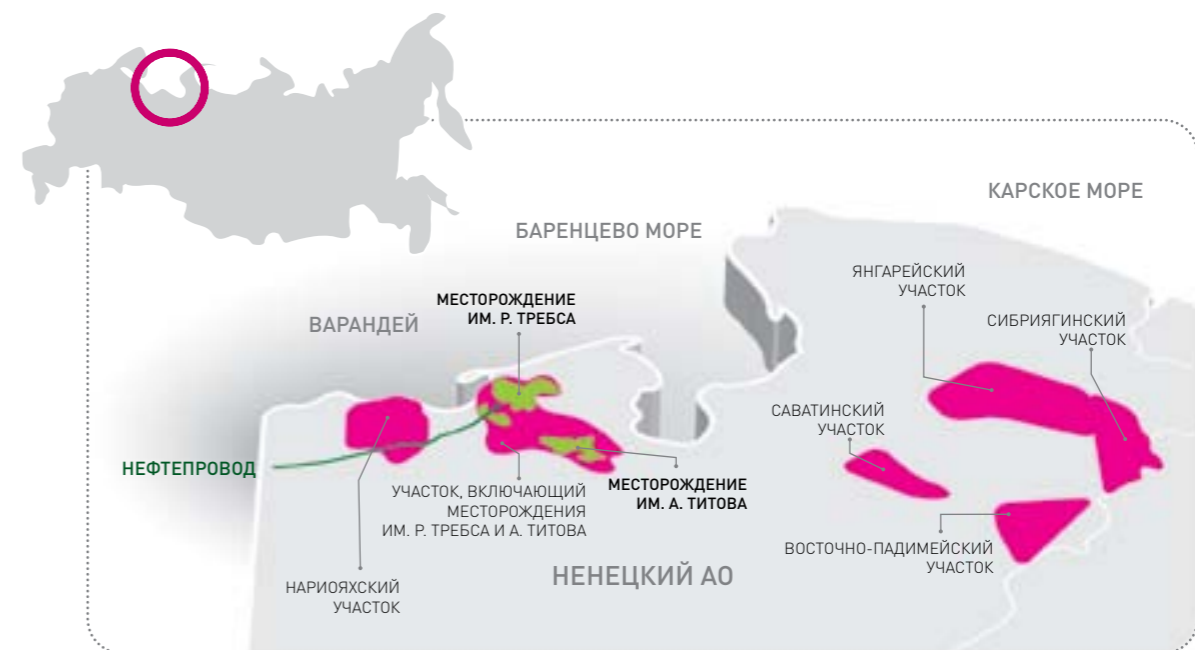 КАРСКОЕ МОРЕ
БАРЕНЦЕВО МОРЕ
ЯНГАРЕЙСКИЙ
УЧАСТОК
МЕСТОРОЖДЕНИЕ
ИМ. Р. ТРЕБСА
ВАРАНДЕЙ
СИБРИЯГИНСКИЙ
УЧАСТОК
САВАТИНСКИЙ
УЧАСТОК
НЕФТЕПРОВОД
УЧАСТОК, ВКЛЮЧАЮЩИЙ
МЕСТОРОЖДЕНИЯ
ИМ. Р. ТРЕБСА И А. ТИТОВА
МЕСТОРОЖДЕНИЕ
ИМ. А. ТИТОВА
ВОСТОЧНО-ПАДИМЕЙСКИЙ
УЧАСТОК
НЕНЕЦКИЙ АО
НАРИОЯХСКИЙ
УЧАСТОК